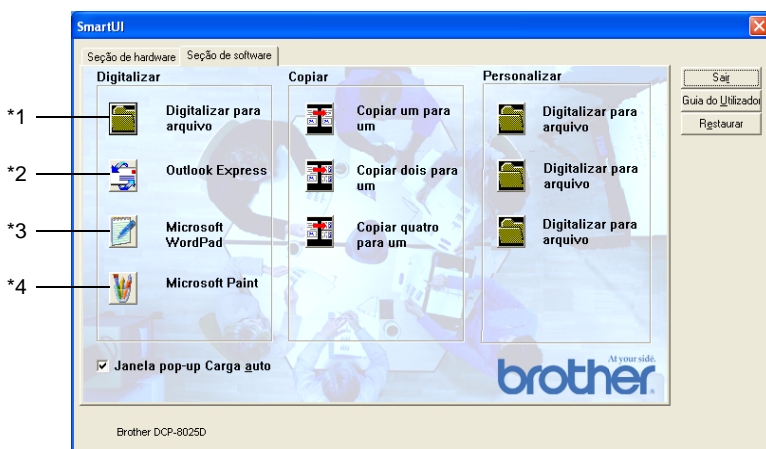 SmartUI
Seção de hardware Seção de software
Digitalizar
*1 Digitalizar para
arquivo
*2 Outlook Express
*3 Microsoft
WordPad
*4 Microsoft Paint
Copiar
Copiar um para
um
Copiar dois para
um
Copiar quatro
para um
Personalizar
Digitalizar para
arquivo
Digitalizar para
arquivo
Digitalizar para
arquivo
Sair
Guia do Utilizador
Restaurar
Janela pop-up Carga auto
At your side.
brother
Brother DCP-8025D